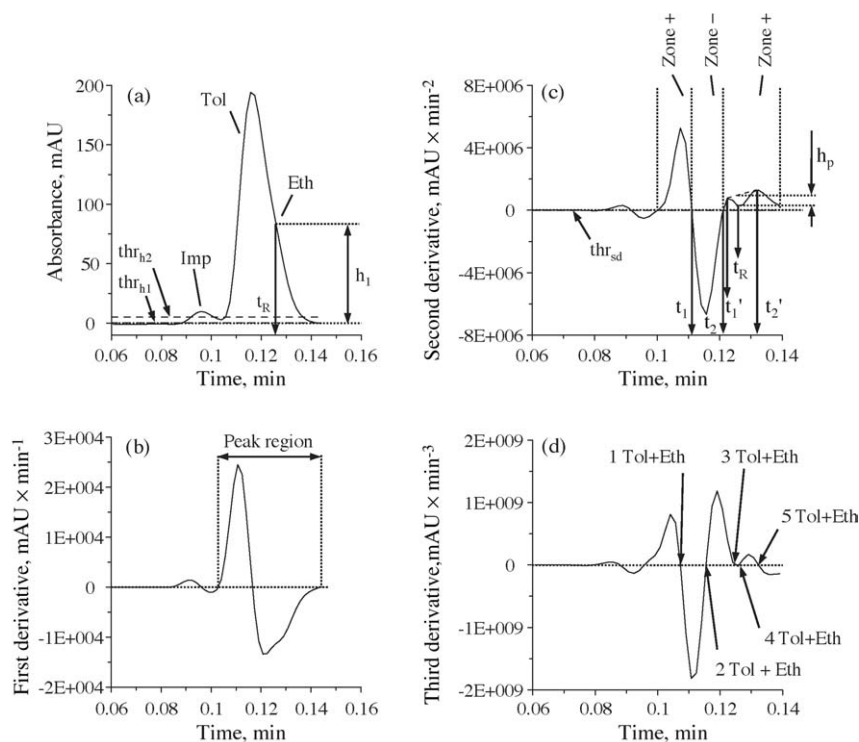 (a)
Absorbance, mAU
200
150
100
50
0
Tol
Eth
Imp
thrh2
thrh1
tR
h1
0.06 0.08 0.1 0.12 0.14 0.16
Time, min
(b)
First derivative, mAU × min-1
3E+004
2E+004
1E+004
0
-1E+004
-2E+004
Peak region
0.06 0.08 0.1 0.12 0.14 0.16
Time, min
(c)
Second derivative, mAU × min-2
8E+006
4E+006
0
-4E+006
-8E+006
Zone +
Zone −
Zone +
hp
thrsd
tR
t1 t2 t1' t2'
0.06 0.08 0.1 0.12 0.14
Time, min
(d)
Third derivative,mAU × min-3
2E+009
1E+009
0
-1E+009
-2E+009
1 Tol+Eth
3 Tol+Eth
5 Tol+Eth
4 Tol+Eth
2 Tol + Eth
0.06 0.08 0.1 0.12 0.14
Time, min